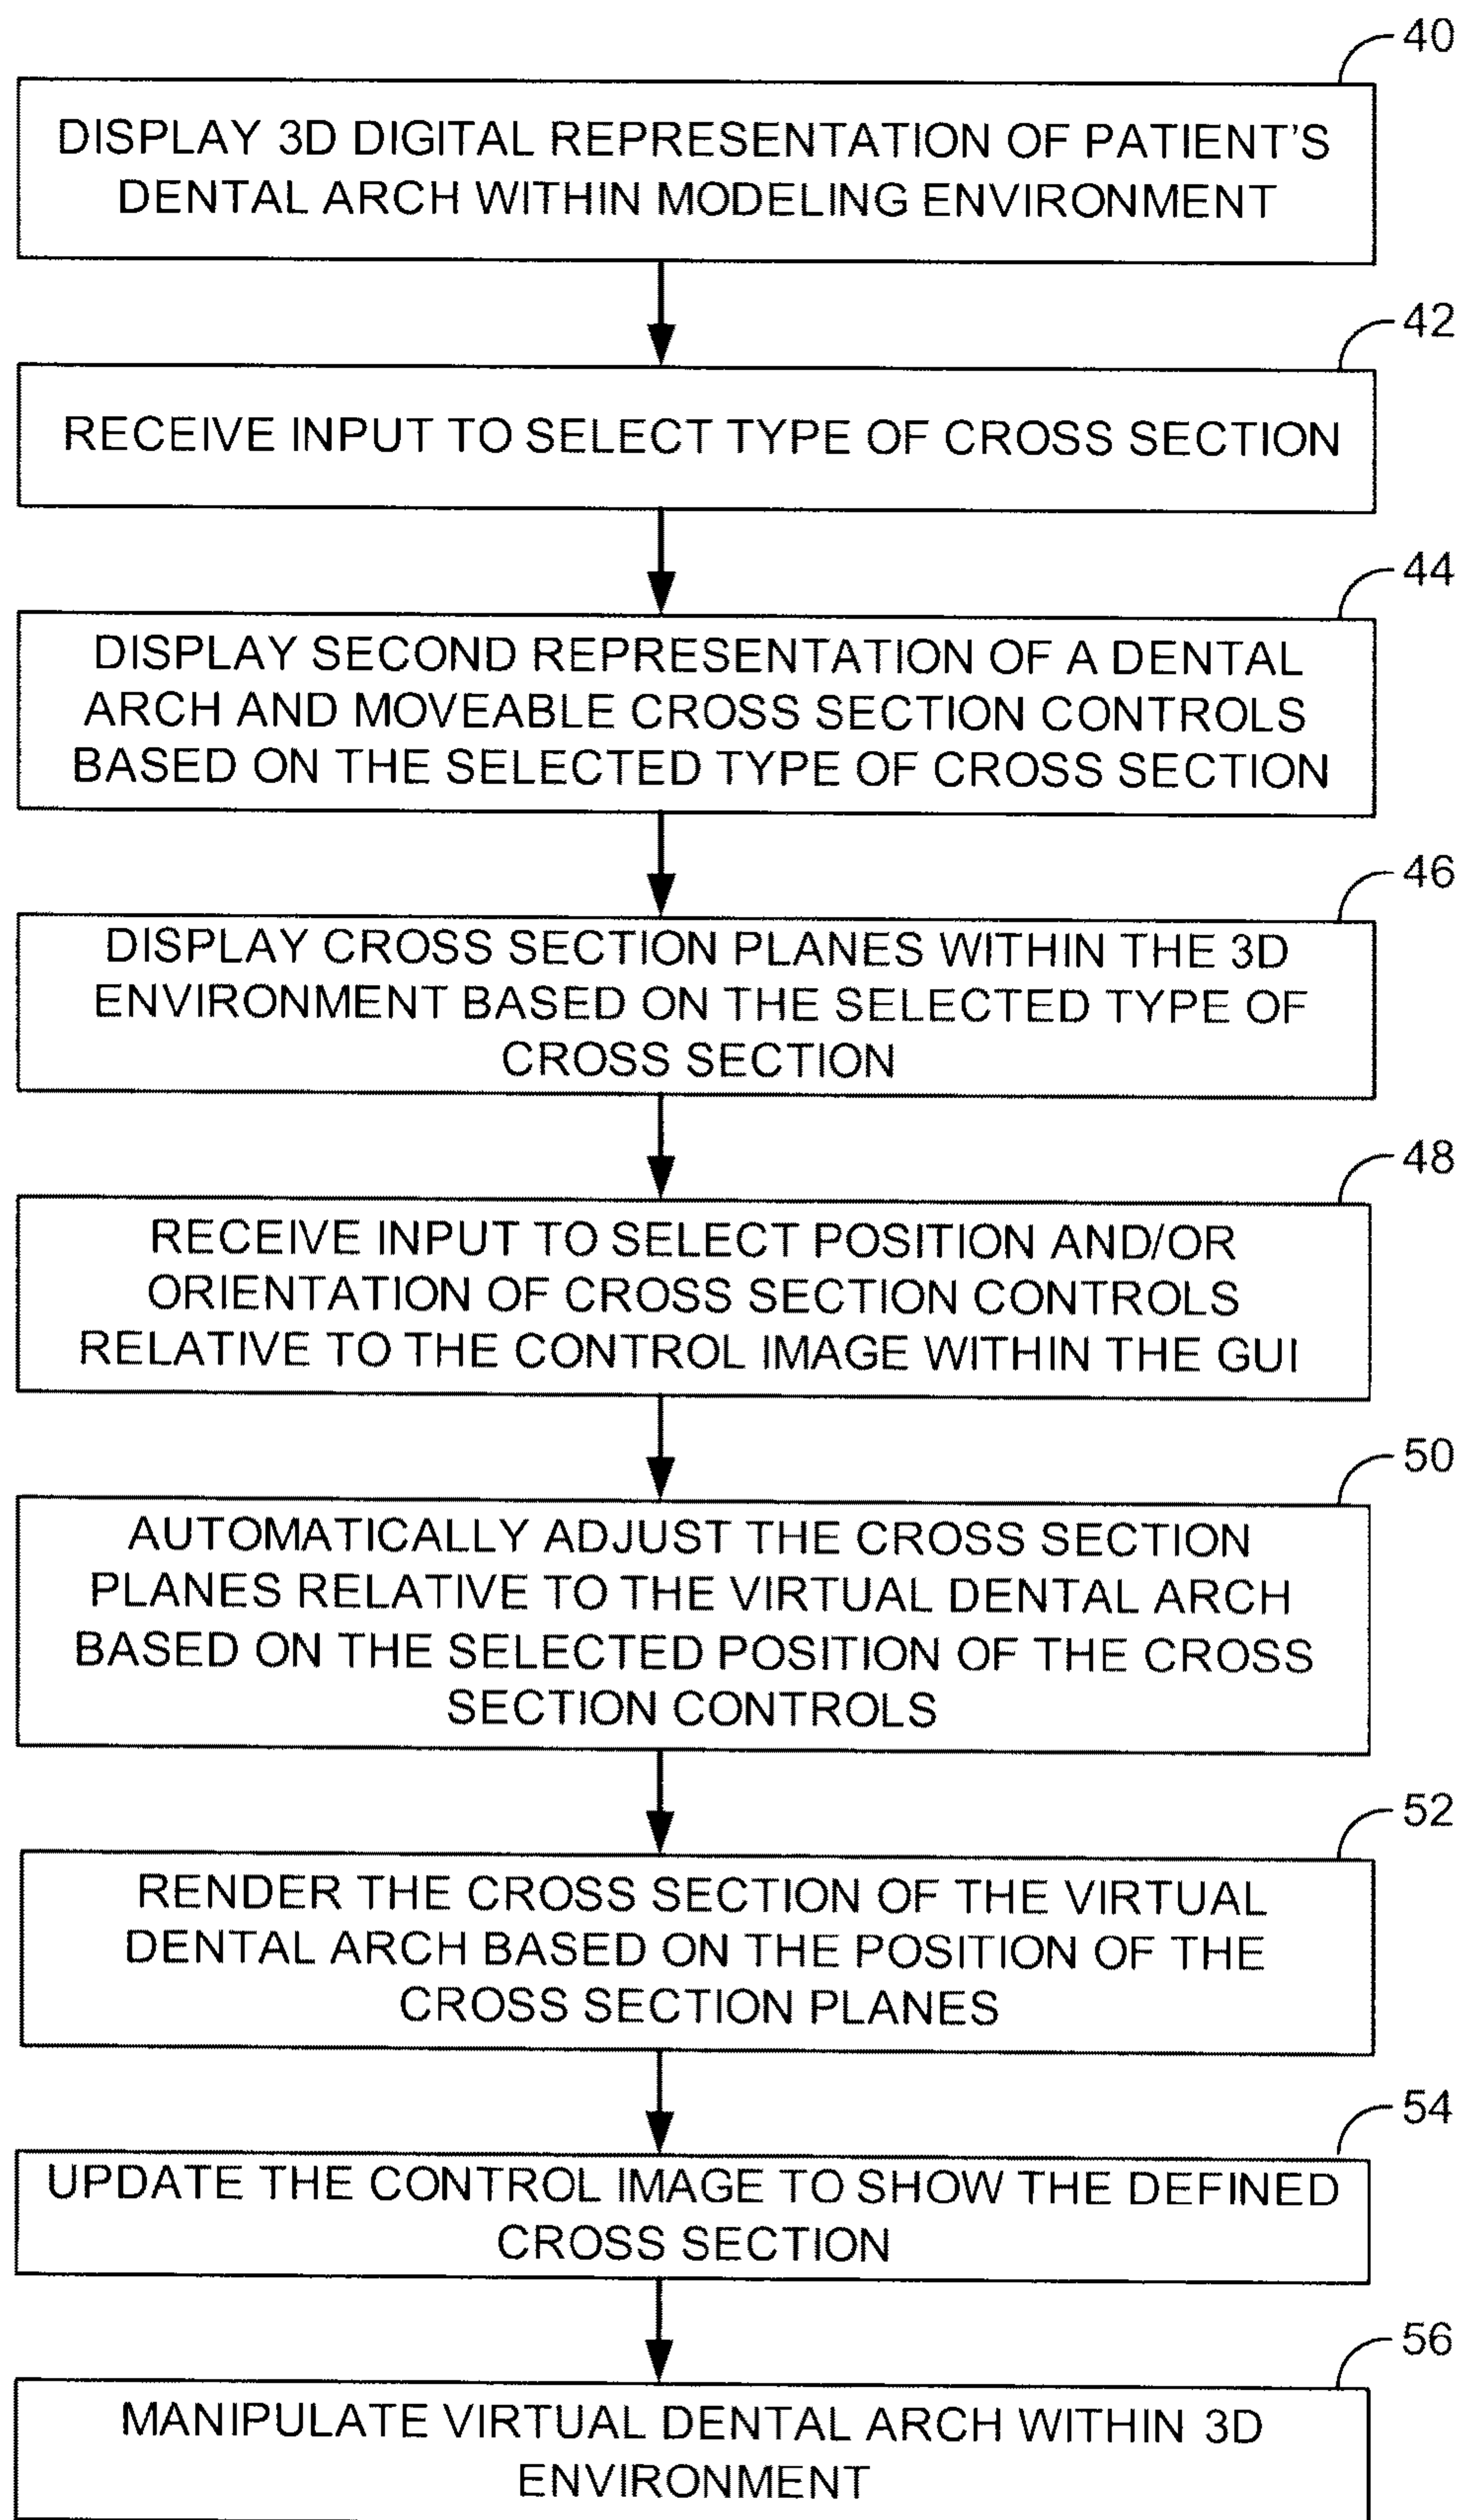 40
DISPLAY 3D DIGITAL REPRESENTATION OF PATIENT'S
DENTAL ARCH WITHIN MODELING ENVIRONMENT
42
RECEIVE INPUT TO SELECT TYPE OF CROSS SECTION
44
DISPLAY SECOND REPRESENTATION OF A DENTAL
ARCH AND MOVEABLE CROSS SECTION CONTROLS
BASED ON THE SELECTED TYPE OF CROSS SECTION
46
DISPLAY CROSS SECTION PLANES WITHIN THE 3D
ENVIRONMENT BASED ON THE SELECTED TYPE OF
CROSS SECTION
48
RECEIVE INPUT TO SELECT POSITION AND/OR
ORIENTATION OF CROSS SECTION CONTROLS
RELATIVE TO THE CONTROL IMAGE WITHIN THE GUI
50
AUTOMATICALLY ADJUST THE CROSS SECTION
PLANES RELATIVE TO THE VIRTUAL DENTAL ARCH
BASED ON THE SELECTED POSITION OF THE CROSS
SECTION CONTROLS
52
RENDER THE CROSS SECTION OF THE VIRTUAL
DENTAL ARCH BASED ON THE POSITION OF THE
CROSS SECTION PLANES
54
UPDATE THE CONTROL IMAGE TO SHOW THE DEFINED
CROSS SECTION
56
MANIPULATE VIRTUAL DENTAL ARCH WITHIN 3D
ENVIRONMENT